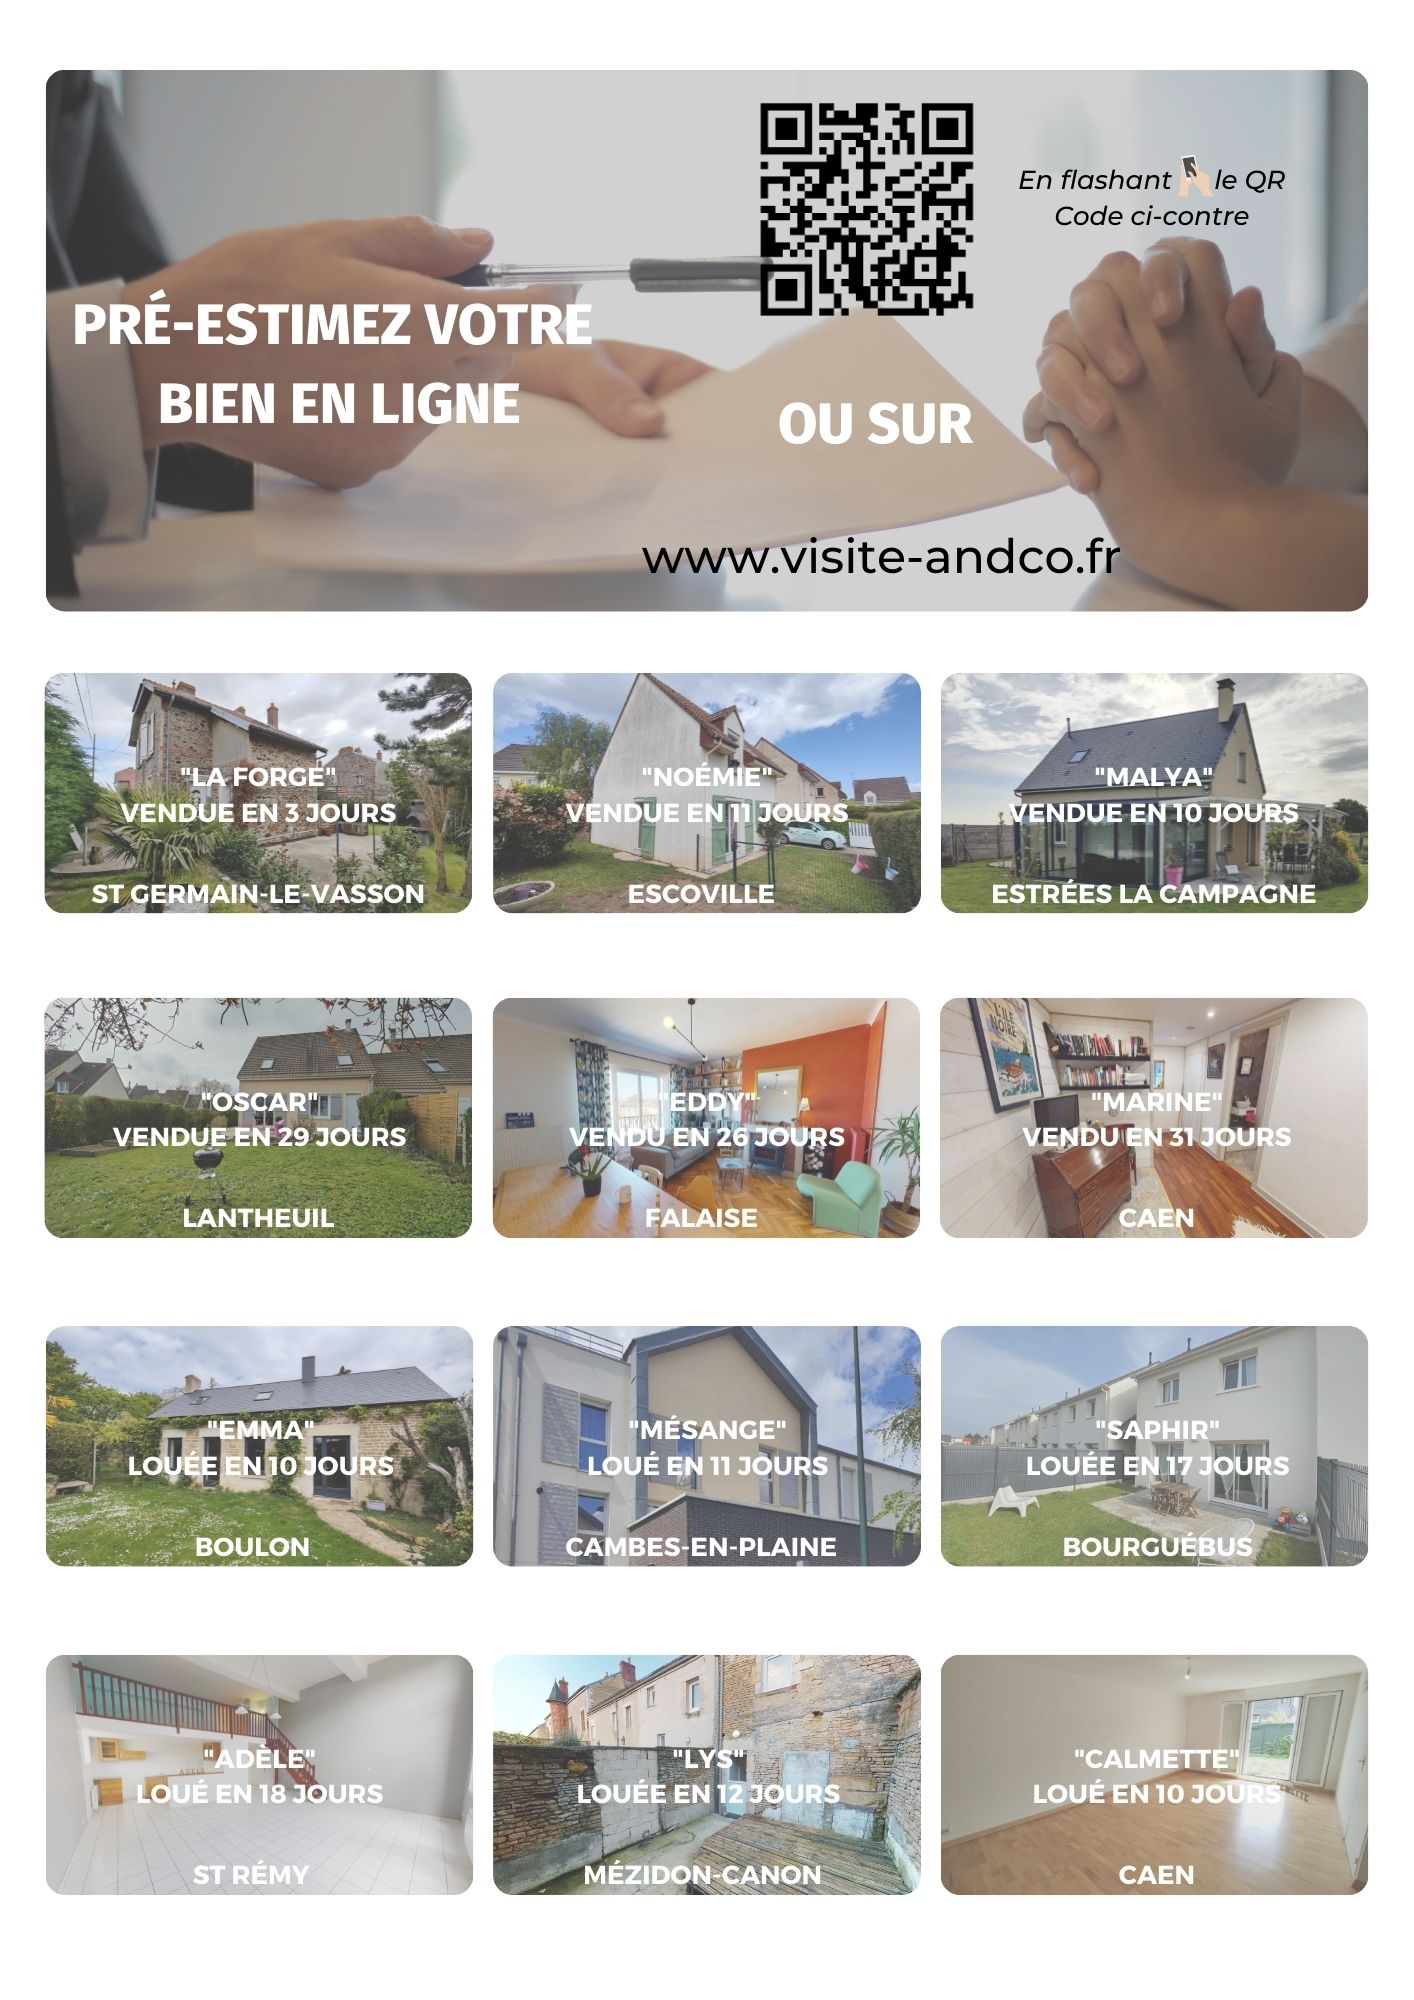 En flashant le QR
Code ci-contre
PRÉ-ESTIMEZ VOTRE
BIEN EN LIGNE
OU SUR
www.visite-andco.fr
"LA FORGE"
VENDUE EN 3 JOURS
ST GERMAIN-LE-VASSON
"NOÉMIE"
VENDUE EN 11 JOURS
ESCOVILLE
"MALYA"
VENDUE EN 10 JOURS
ESTRÉES LA CAMPAGNE
"OSCAR"
VENDUE EN 29 JOURS
LANTHEUIL
"EDDY"
VENDU EN 26 JOURS
FALAISE
L'ILE
NOIRE
"MARINE"
VENDU EN 31 JOURS
CAEN
"EMMA"
LOUÉE EN 10 JOURS
BOULON
"MÉSANGE"
LOUÉ EN 11 JOURS
CAMBES-EN-PLAINE
"SAPHIR"
LOUÉE EN 17 JOURS
BOURGUÉBUS
"ADÈLE"
ADELE
LOUÉ EN 18 JOURS
ST RÉMY
"LYS"
LOUÉE EN 12 JOURS
MÉZIDON-CANON
"CALMETTE"
LOUÉ EN 10 JOURS
CAEN